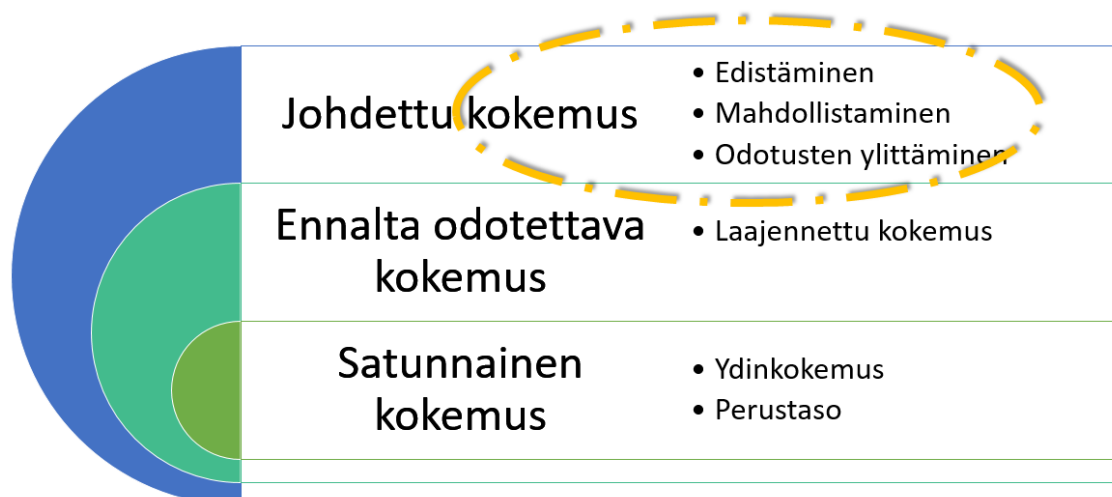 Johdettu kokemus
• Edistäminen
• Mahdollistaminen
• Odotusten ylittäminen
Ennalta odotettava
kokemus
• Laajennettu kokemus
Satunnainen
kokemus
• Ydinkokemus
• Perustaso